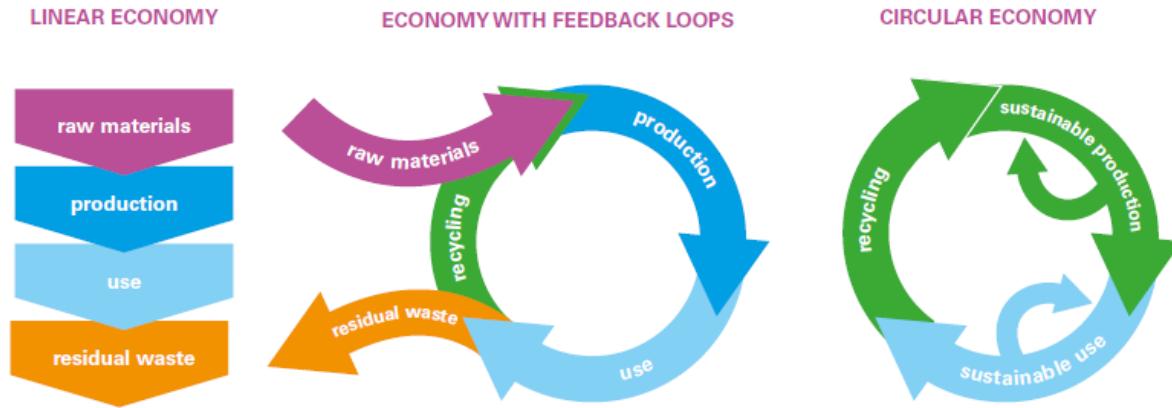 LINEAR ECONOMY
raw materials
production
use
residual waste
ECONOMY WITH FEEDBACK LOOPS
raw materials
production
recycling
residual waste
use
CIRCULAR ECONOMY
sustainable production
recycling
sustainable use